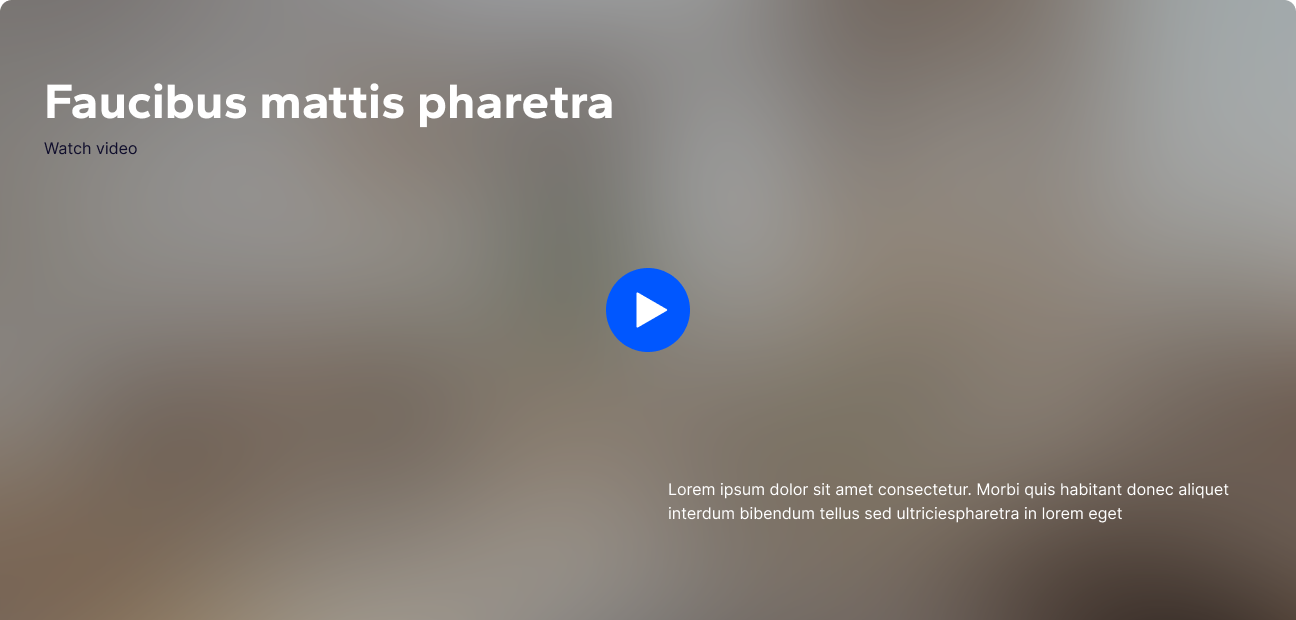 Faucibus mattis pharetra
Watch video
Lorem ipsum dolor sit amet consectetur. Morbi quis habitant donec aliquet
interdum bibendum tellus sed ultriciespharetra in lorem eget